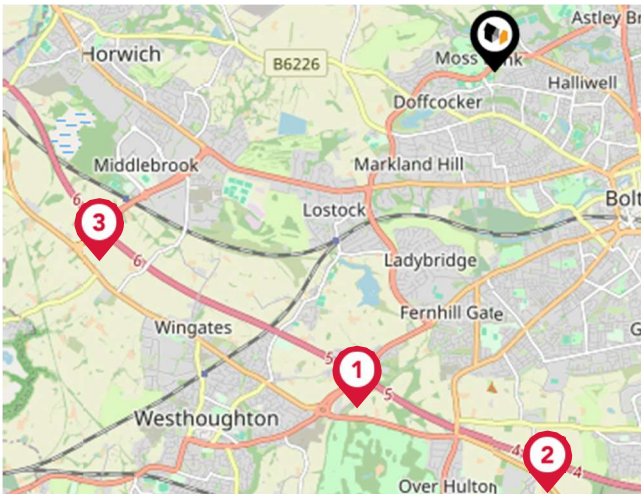 Astley Br
Horwich
B6226
Moss
nk
Halliwell
Doffcocker
Middlebrook
Markland Hill
6
3
Lostock
Bolt
6
Ladybridge
Fernhill Gate
Wingates
G
5
1
5
Westhoughton
4
2
4
Over Hulton